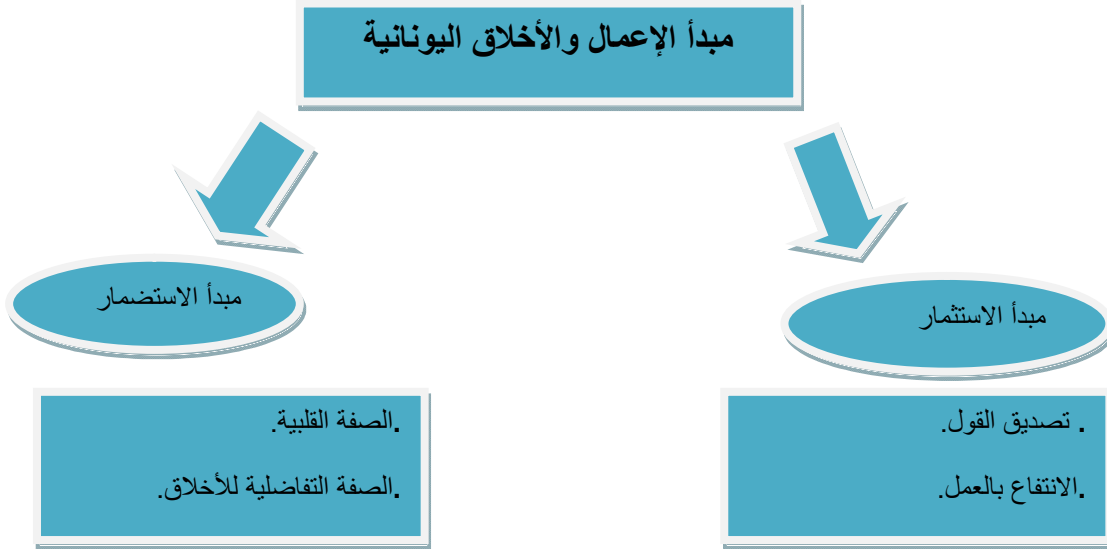 مبدأ الإعمال والأخلاق اليونانية
مبدأ الاستثمار
مبدأ الاستضمار
. تصديق القول.
.الانتفاع بالعمل.
.الصفة القلبية.
.الصفة التفاضلية للأخلاق.